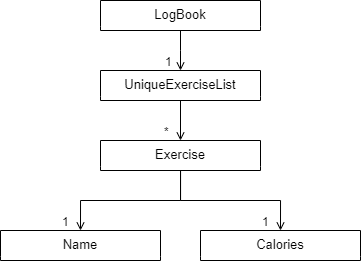 LogBook
1
UniqueExerciseList
*
Exercise
1 1
Name Calories